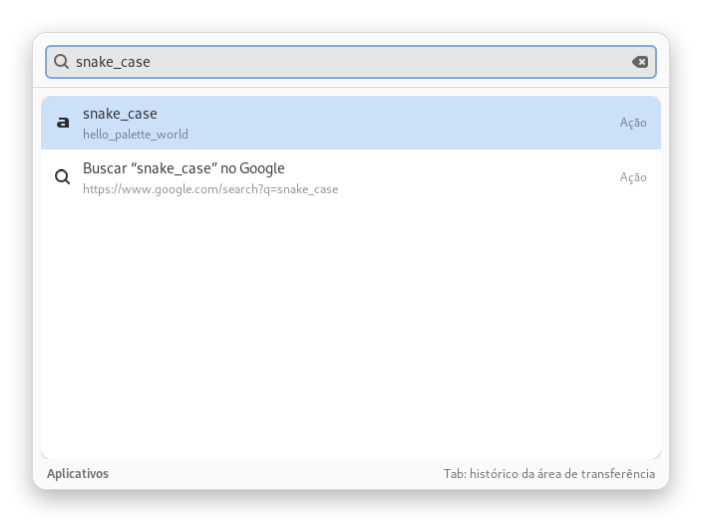 snake_case
snake_case
hello_palette_world
Ação
Buscar “snake_case” no Google
https://www.google.com/search?q=snake_case
Ação
Aplicativos
Tab: histórico da área de transferência